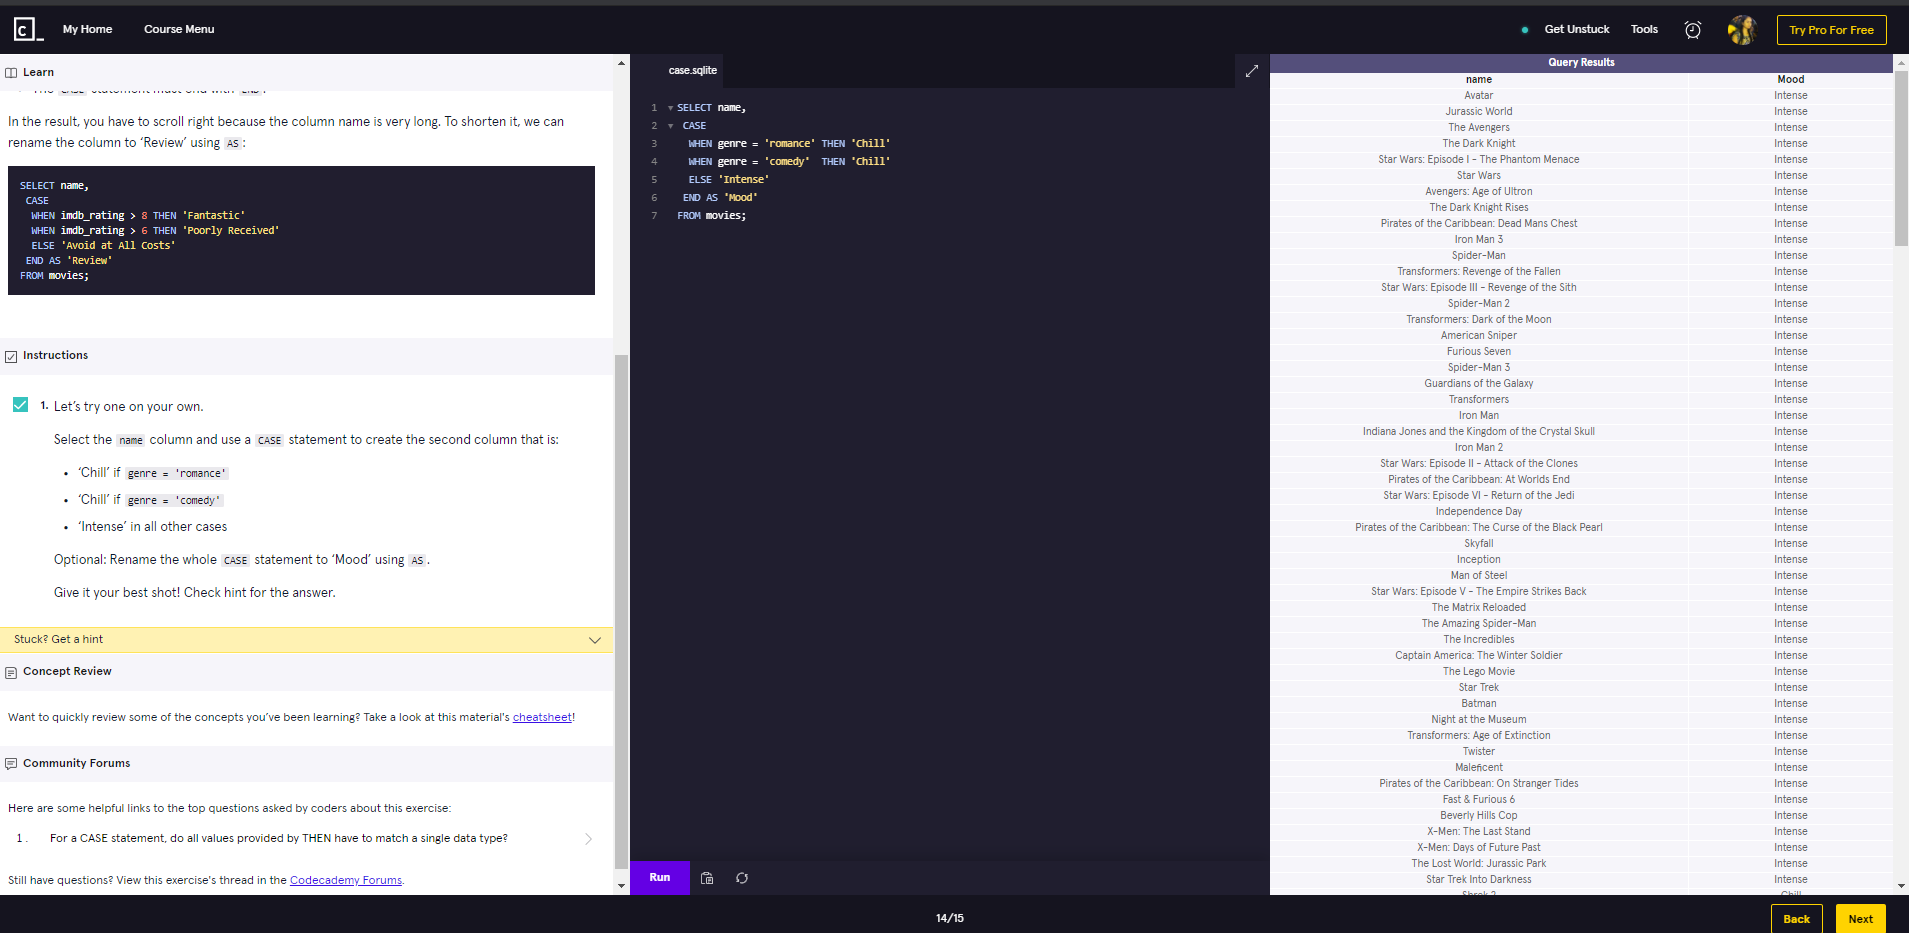 My Home
Course Menu
Get Unstuck
Tools
Try Pro For Free
Learn
The CASE statement must end with END.
In the result, you have to scroll right because the column name is very long. To shorten it, we can
rename the column to ‘Review’ using AS:
SELECT name,
CASE
WHEN imdb_rating > 8 THEN 'Fantastic'
WHEN imdb_rating > 6 THEN 'Poorly Received'
ELSE 'Avoid at All Costs'
END AS 'Review'
FROM movies;
Instructions
1. Let’s try one on your own.
Select the name column and use a CASE statement to create the second column that is:
• ‘Chill’ if genre = 'romance'
• ‘Chill’ if genre = 'comedy'
• ‘Intense’ in all other cases
Optional: Rename the whole CASE statement to ‘Mood’ using AS.
Give it your best shot! Check hint for the answer.
Stuck? Get a hint
Concept Review
Want to quickly review some of the concepts you’ve been learning? Take a look at this material's cheatsheet!
Community Forums
Here are some helpful links to the top questions asked by coders about this exercise:
1. For a CASE statement, do all values provided by THEN have to match a single data type?
Still have questions? View this exercise's thread in the Codecademy Forums.
case.sqlite
1 SELECT name,
2 CASE
3 WHEN genre = 'romance' THEN 'Chill'
4 WHEN genre = 'comedy' THEN 'Chill'
5 ELSE 'Intense'
6 END AS 'Mood'
7 FROM movies;
Run
Query Results
name Mood
Avatar Intense
Jurassic World Intense
The Avengers Intense
The Dark Knight Intense
Star Wars: Episode I - The Phantom Menace Intense
Star Wars Intense
Avengers: Age of Ultron Intense
The Dark Knight Rises Intense
Pirates of the Caribbean: Dead Mans Chest Intense
Iron Man 3 Intense
Spider-Man Intense
Transformers: Revenge of the Fallen Intense
Star Wars: Episode III - Revenge of the Sith Intense
Spider-Man 2 Intense
Transformers: Dark of the Moon Intense
American Sniper Intense
Furious Seven Intense
Spider-Man 3 Intense
Guardians of the Galaxy Intense
Transformers Intense
Iron Man Intense
Indiana Jones and the Kingdom of the Crystal Skull Intense
Iron Man 2 Intense
Star Wars: Episode II - Attack of the Clones Intense
Pirates of the Caribbean: At Worlds End Intense
Star Wars: Episode VI - Return of the Jedi Intense
Independence Day Intense
Pirates of the Caribbean: The Curse of the Black Pearl Intense
Skyfall Intense
Inception Intense
Man of Steel Intense
Star Wars: Episode V - The Empire Strikes Back Intense
The Matrix Reloaded Intense
The Amazing Spider-Man Intense
The Incredibles Intense
Captain America: The Winter Soldier Intense
The Lego Movie Intense
Star Trek Intense
Batman Intense
Night at the Museum Intense
Transformers: Age of Extinction Intense
Twister Intense
Maleficent Intense
Pirates of the Caribbean: On Stranger Tides Intense
Fast & Furious 6 Intense
Beverly Hills Cop Intense
X-Men: The Last Stand Intense
X-Men: Days of Future Past Intense
The Lost World: Jurassic Park Intense
Star Trek Into Darkness Intense
Shrek 2 Chill
14/15
Back
Next